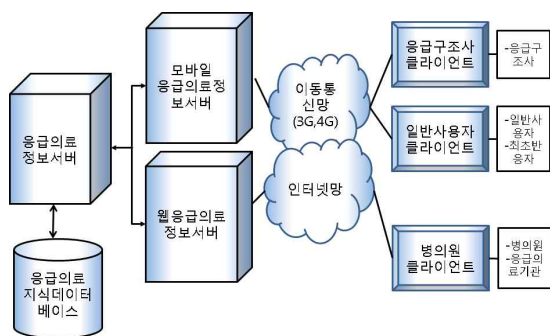 응급의료
정보서버
응급의료
지식데이터
베이스
모바일
응급의료정
보서버
웹응급의료
정보서버
이동통
신망
(3G,4G)
인터넷망
응급구조사
클라이언트
-응급구
조사
일반사용자
클라이언트
-일반사
용자
-최초반
응자
병의원
클라이언트
-병의원
-응급의
료기관